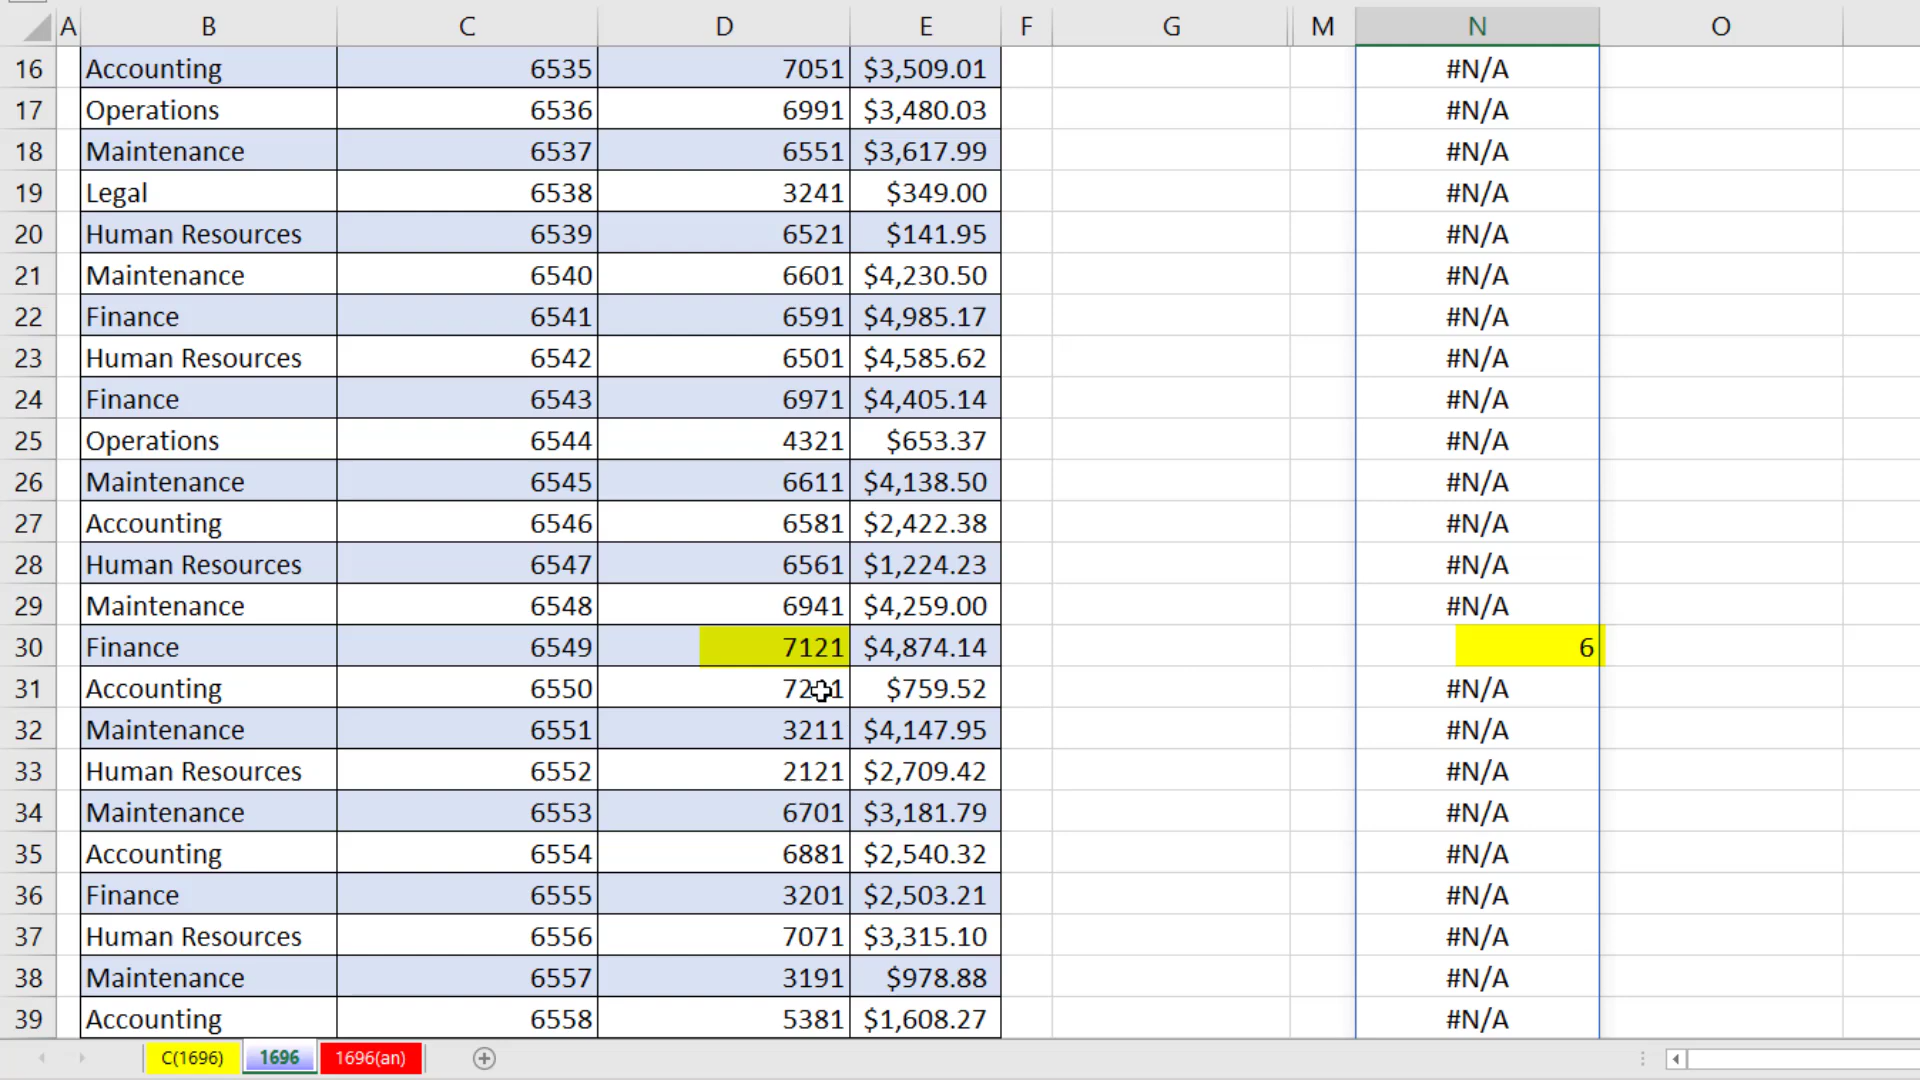 A B C D E F G M N O
16 Accounting 6535 7051 $3,509.01 #N/A
17 Operations 6536 6991 $3,480.03 #N/A
18 Maintenance 6537 6551 $3,617.99 #N/A
19 Legal 6538 3241 $349.00 #N/A
20 Human Resources 6539 6521 $141.95 #N/A
21 Maintenance 6540 6601 $4,230.50 #N/A
22 Finance 6541 6591 $4,985.17 #N/A
23 Human Resources 6542 6501 $4,585.62 #N/A
24 Finance 6543 6971 $4,405.14 #N/A
25 Operations 6544 4321 $653.37 #N/A
26 Maintenance 6545 6611 $4,138.50 #N/A
27 Accounting 6546 6581 $2,422.38 #N/A
28 Human Resources 6547 6561 $1,224.23 #N/A
29 Maintenance 6548 6941 $4,259.00 #N/A
30 Finance 6549 7121 $4,874.14 6
31 Accounting 6550 $759.52 #N/A
32 Maintenance 6551 3211 $4,147.95 #N/A
33 Human Resources 6552 2121 $2,709.42 #N/A
34 Maintenance 6553 6701 $3,181.79 #N/A
35 Accounting 6554 6881 $2,540.32 #N/A
36 Finance 6555 3201 $2,503.21 #N/A
37 Human Resources 6556 7071 $3,315.10 #N/A
38 Maintenance 6557 3191 $978.88 #N/A
39 Accounting 6558 5381 $1,608.27 #N/A
C(1696) 1696 1696(an)